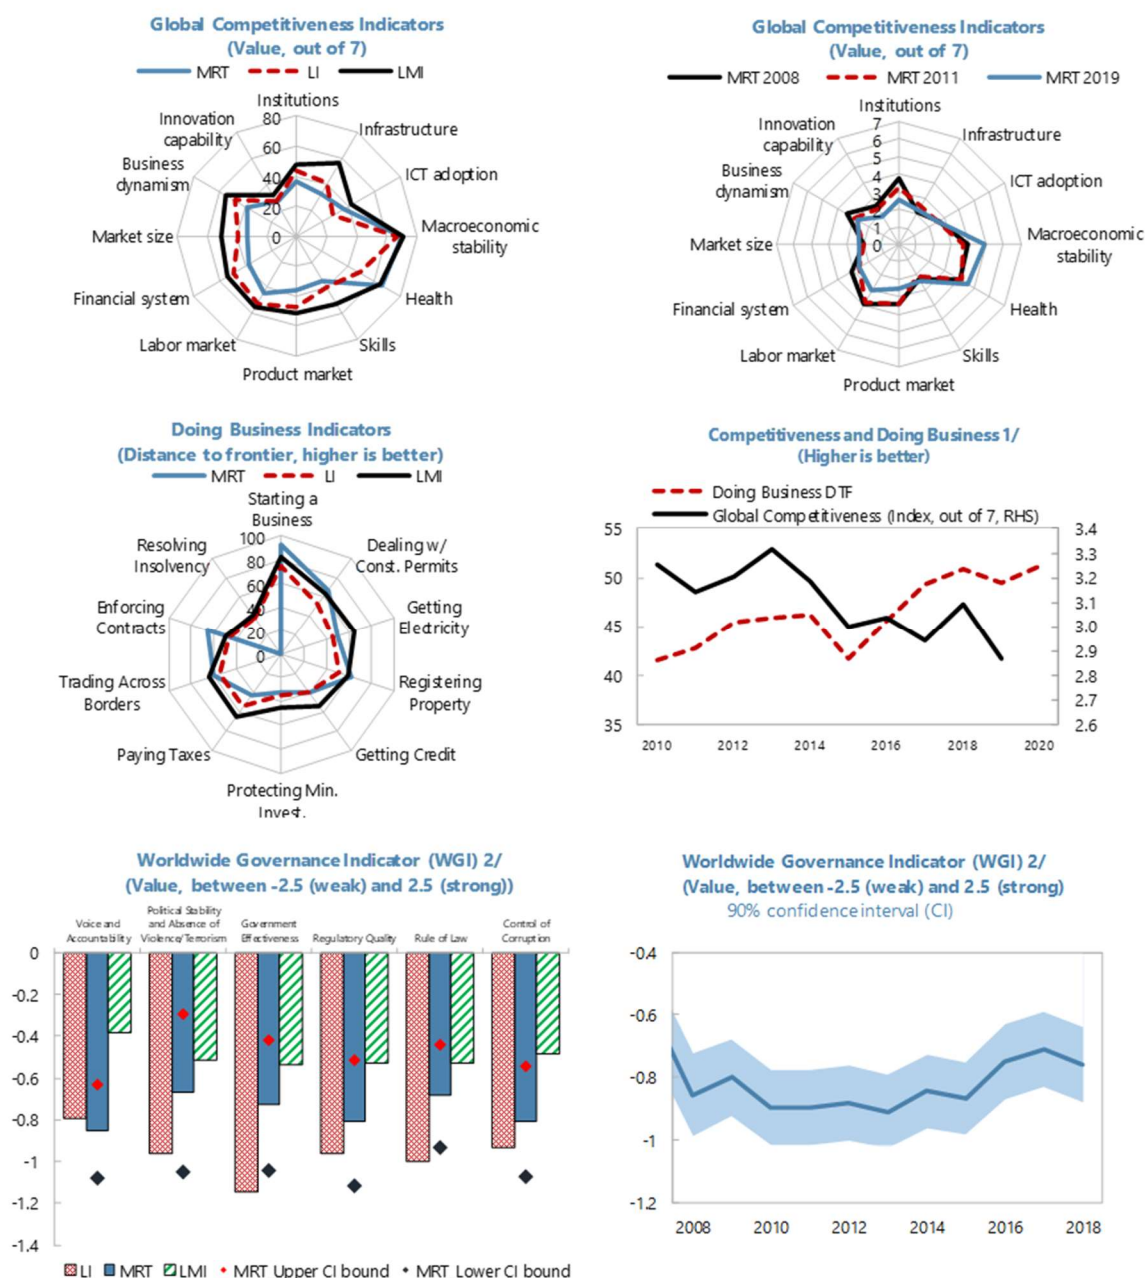 Global Competitiveness Indicators
(Value, out of 7)
MRT LI LMI
Institutions
Infrastructure
ICT adoption
Macroeconomic
stability
Health
Skills
Product market
Labor market
Financial system
Market size
Business
dynamism
Innovation
capability
80
60
40
20
0
Global Competitiveness Indicators
(Value, out of 7)
MRT 2008 MRT 2011 MRT 2019
Institutions
Infrastructure
ICT adoption
Macroeconomic
stability
Health
Skills
Product market
Labor market
Financial system
Market size
Business
dynamism
Innovation
capability
7
6
5
4
3
2
1
0
Doing Business Indicators
(Distance to frontier, higher is better)
MRT LI LMI
Starting a
Business
Dealing w/
Const. Permits
Getting
Electricity
Registering
Property
Getting Credit
Protecting Min.
Invest.
Paying Taxes
Trading Across
Borders
Enforcing
Contracts
Resolving
Insolvency
100
80
60
40
20
0
Competitiveness and Doing Business 1/
(Higher is better)
Doing Business DTF
Global Competitiveness (Index, out of 7, RHS)
55
50
45
40
35
3.4
3.3
3.2
3.1
3.0
2.9
2.8
2.7
2.6
2010 2012 2014 2016 2018 2020
Worldwide Governance Indicator (WGI) 2/
(Value, between -2.5 (weak) and 2.5 (strong))
Voice and
Accountability
Political Stability
and Absence of
Violence/Terrorism
Government
Effectiveness
Regulatory Quality
Rule of Law
Control of
Corruption
0
-0.2
-0.4
-0.6
-0.8
-1
-1.2
-1.4
LI MRT LMI MRT Upper CI bound MRT Lower CI bound
Worldwide Governance Indicator (WGI) 2/
(Value, between -2.5 (weak) and 2.5 (strong)
90% confidence interval (CI)
-0.4
-0.6
-0.8
-1
-1.2
2008 2010 2012 2014 2016 2018